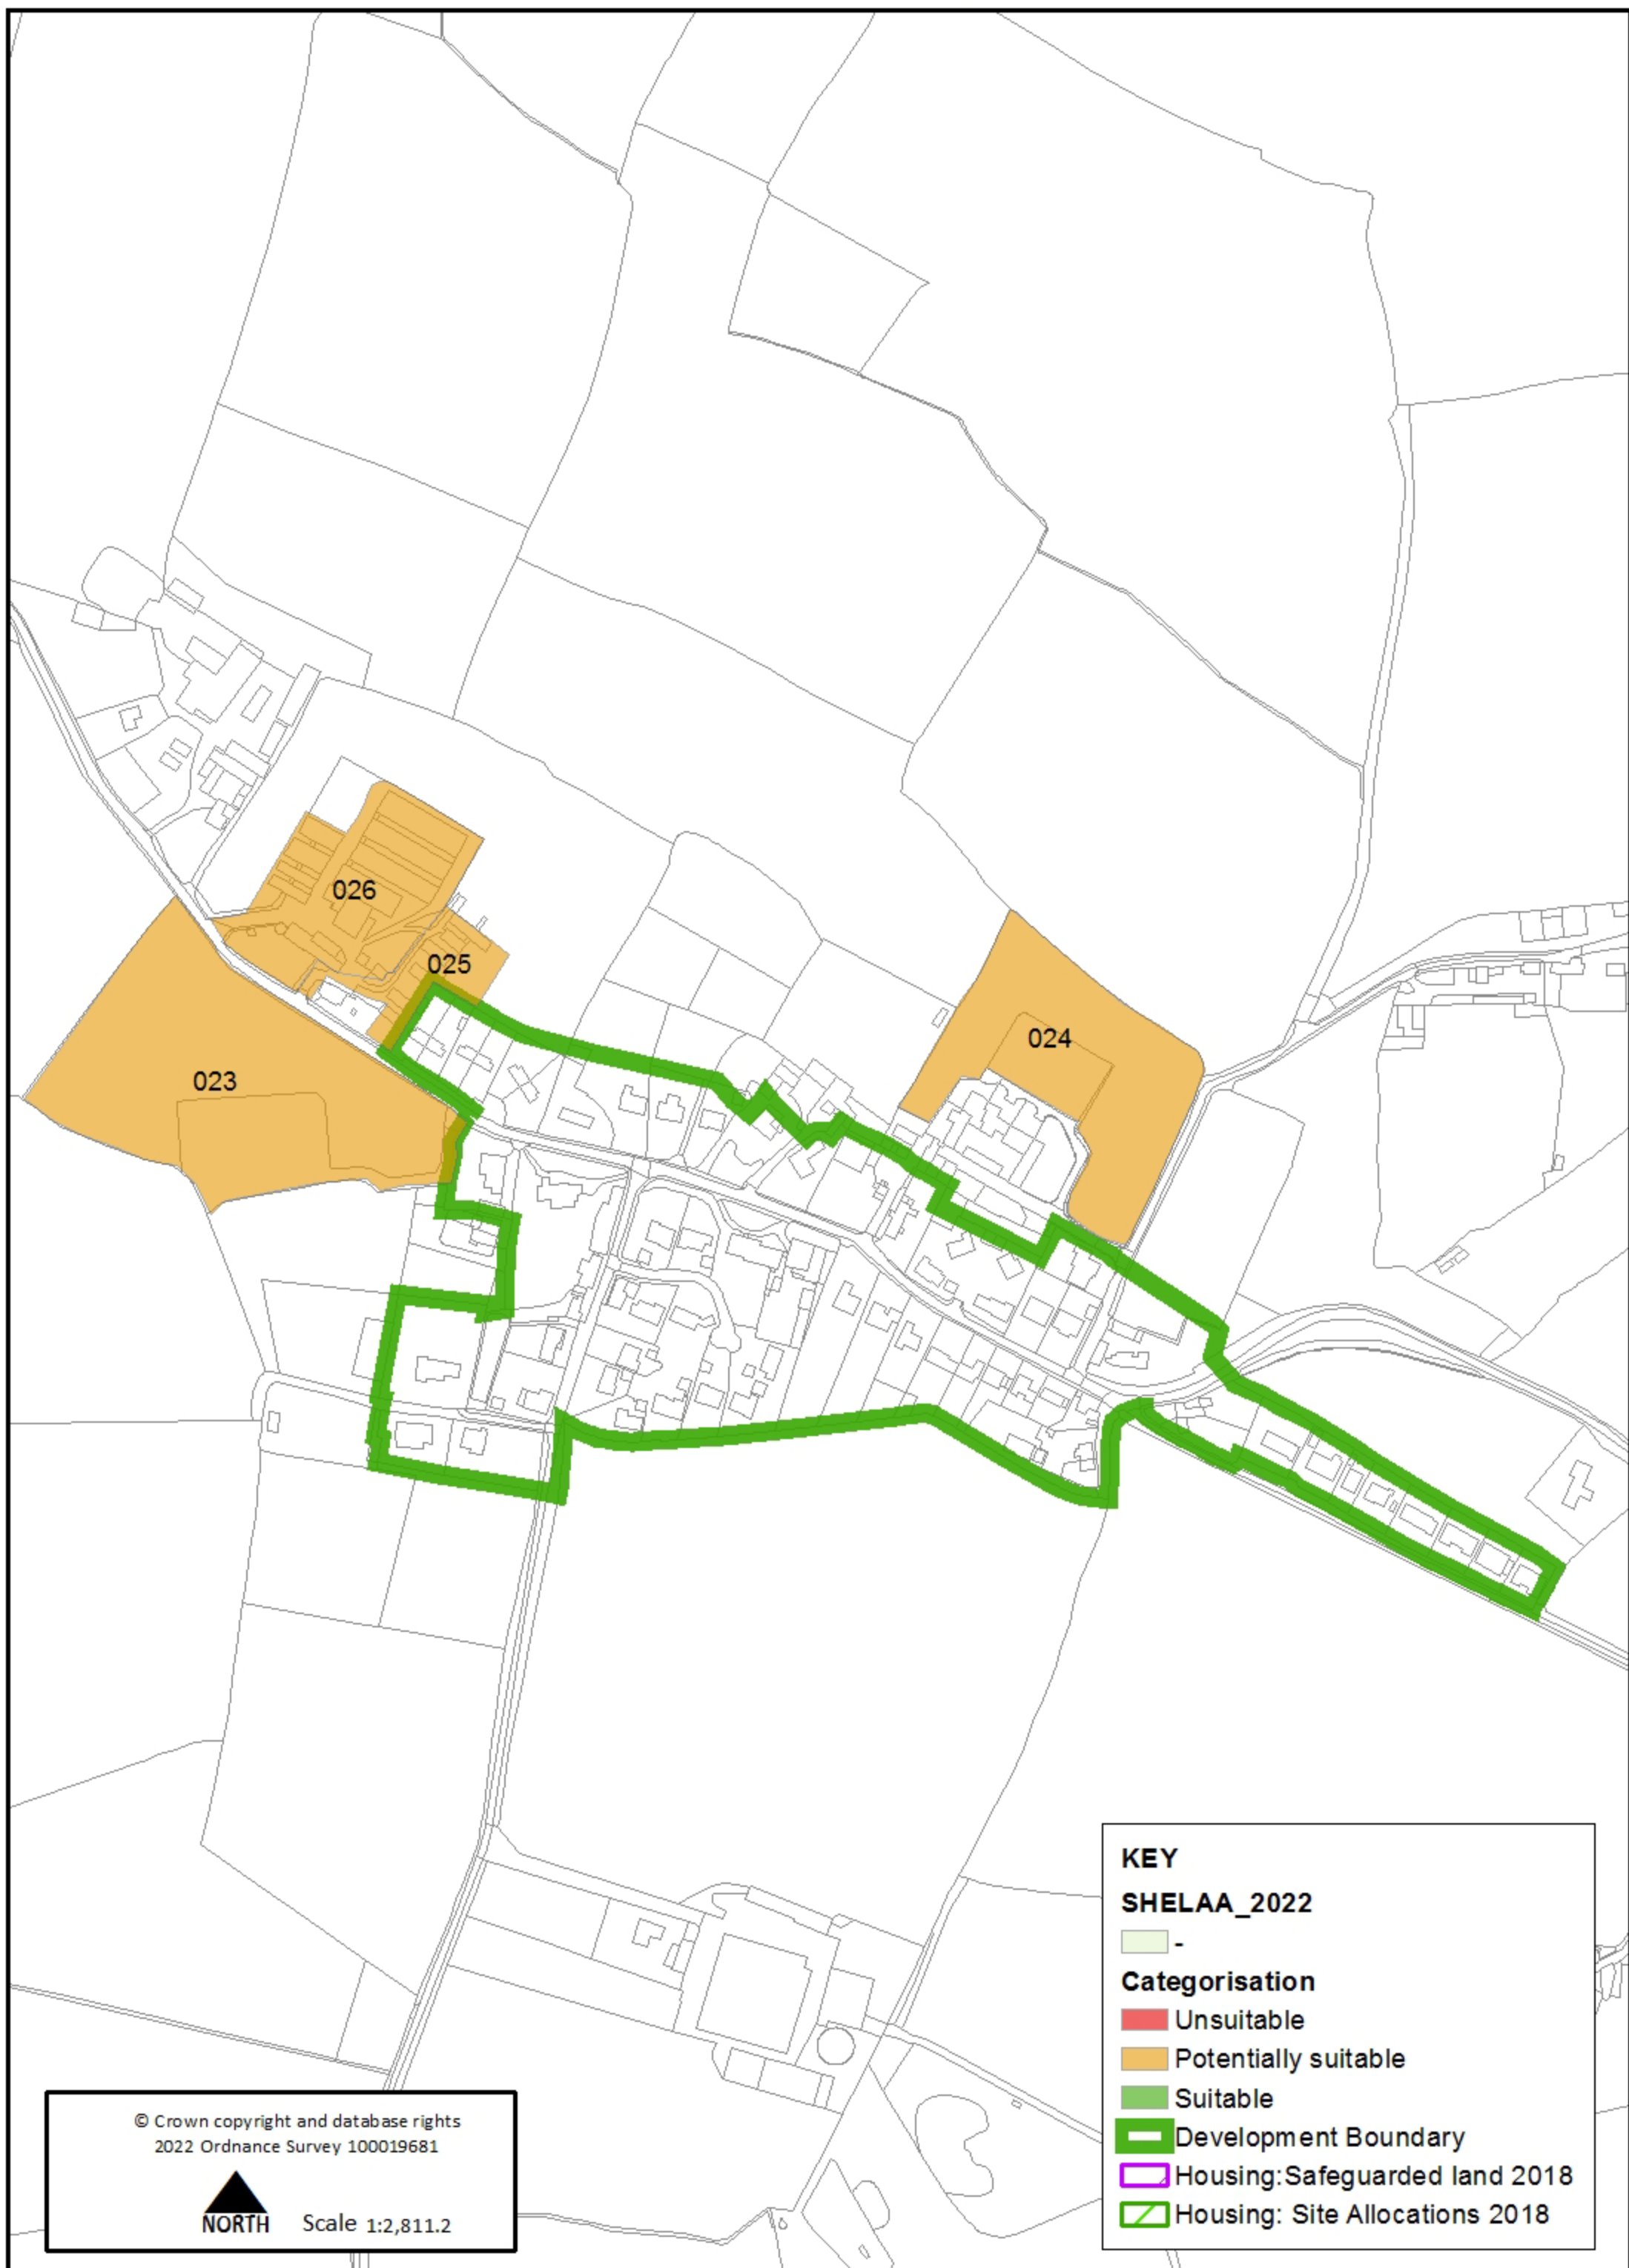 026
025
024
023
KEY
SHELAA_2022
-
Categorisation
Unsuitable
Potentially suitable
Suitable
Development Boundary
Housing:Safeguarded land 2018
Housing: Site Allocations 2018
© Crown copyright and database rights
2022 Ordnance Survey 100019681
NORTH Scale 1:2,811.2